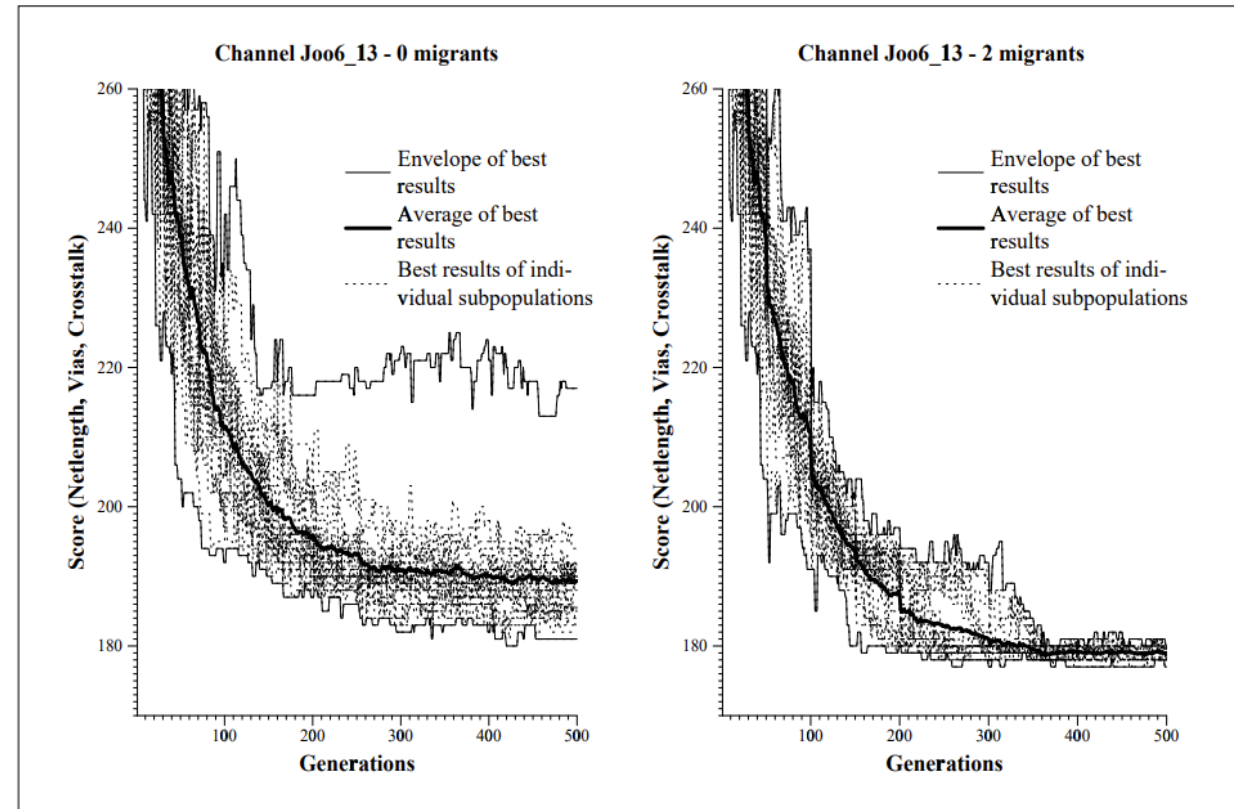 Channel Joo6_13 - 0 migrants
260
240
220
200
180
Score (Netlength, Vias, Crosstalk)
Envelope of best
results
Average of best
results
Best results of indi-
vidual subpopulations
100
200
300
400
500
Generations
Channel Joo6_13 - 2 migrants
260
240
220
200
180
Score (Netlength, Vias, Crosstalk)
Envelope of best
results
Average of best
results
Best results of indi-
vidual subpopulations
100
200
300
400
500
Generations